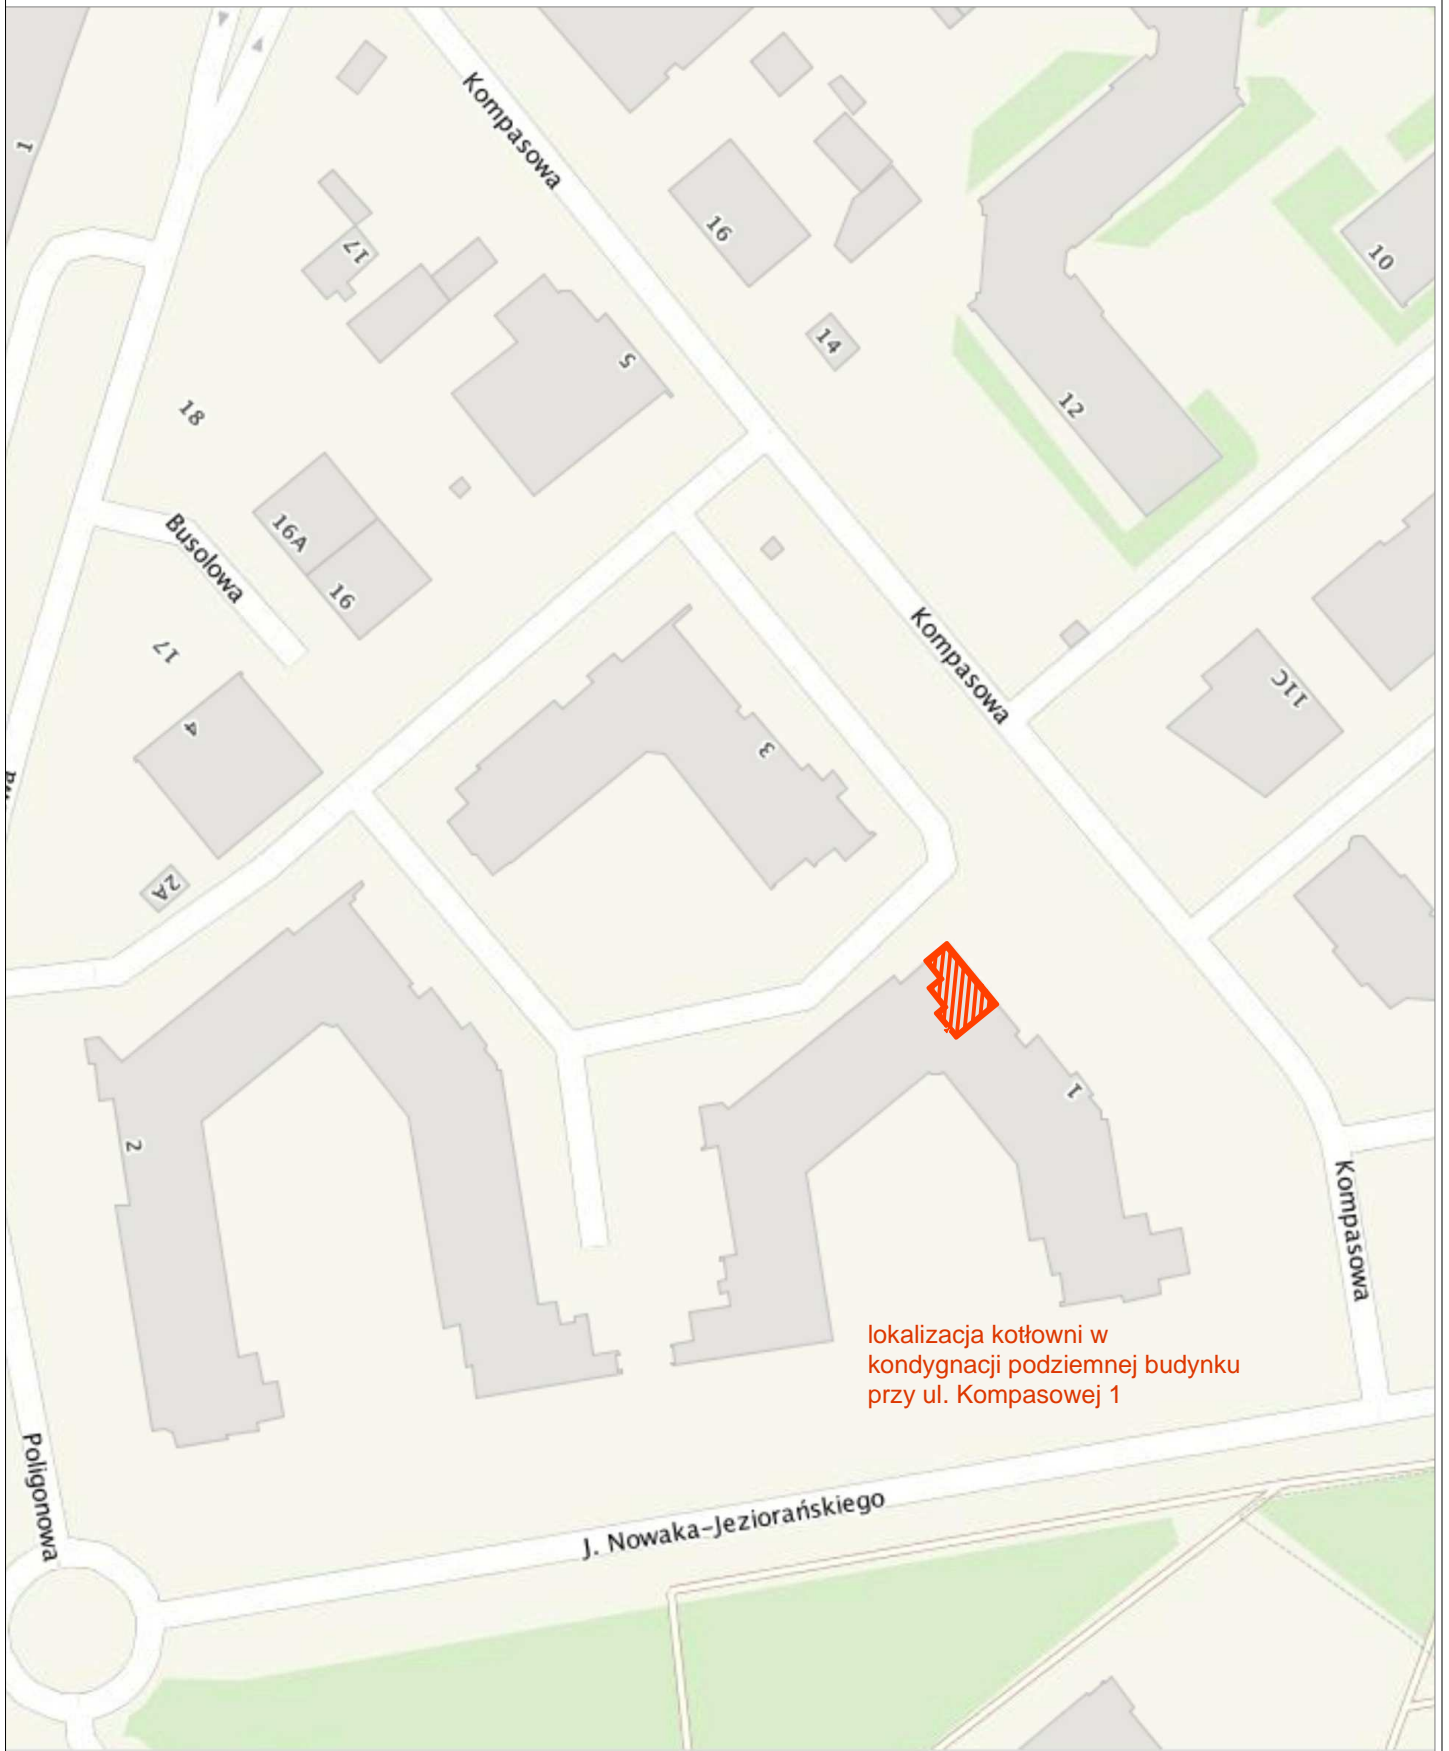 1
Kompasowa
17
16
10
5
14
12
18
16A
16
Busolowa
17
Kompasowa
11C
4
3
2A
1
2
Kompasowa
lokalizacja kotłowni w
kondygnacji podziemnej budynku
przy ul. Kompasowej 1
Poligonowa
J. Nowaka-Jeziorańskiego